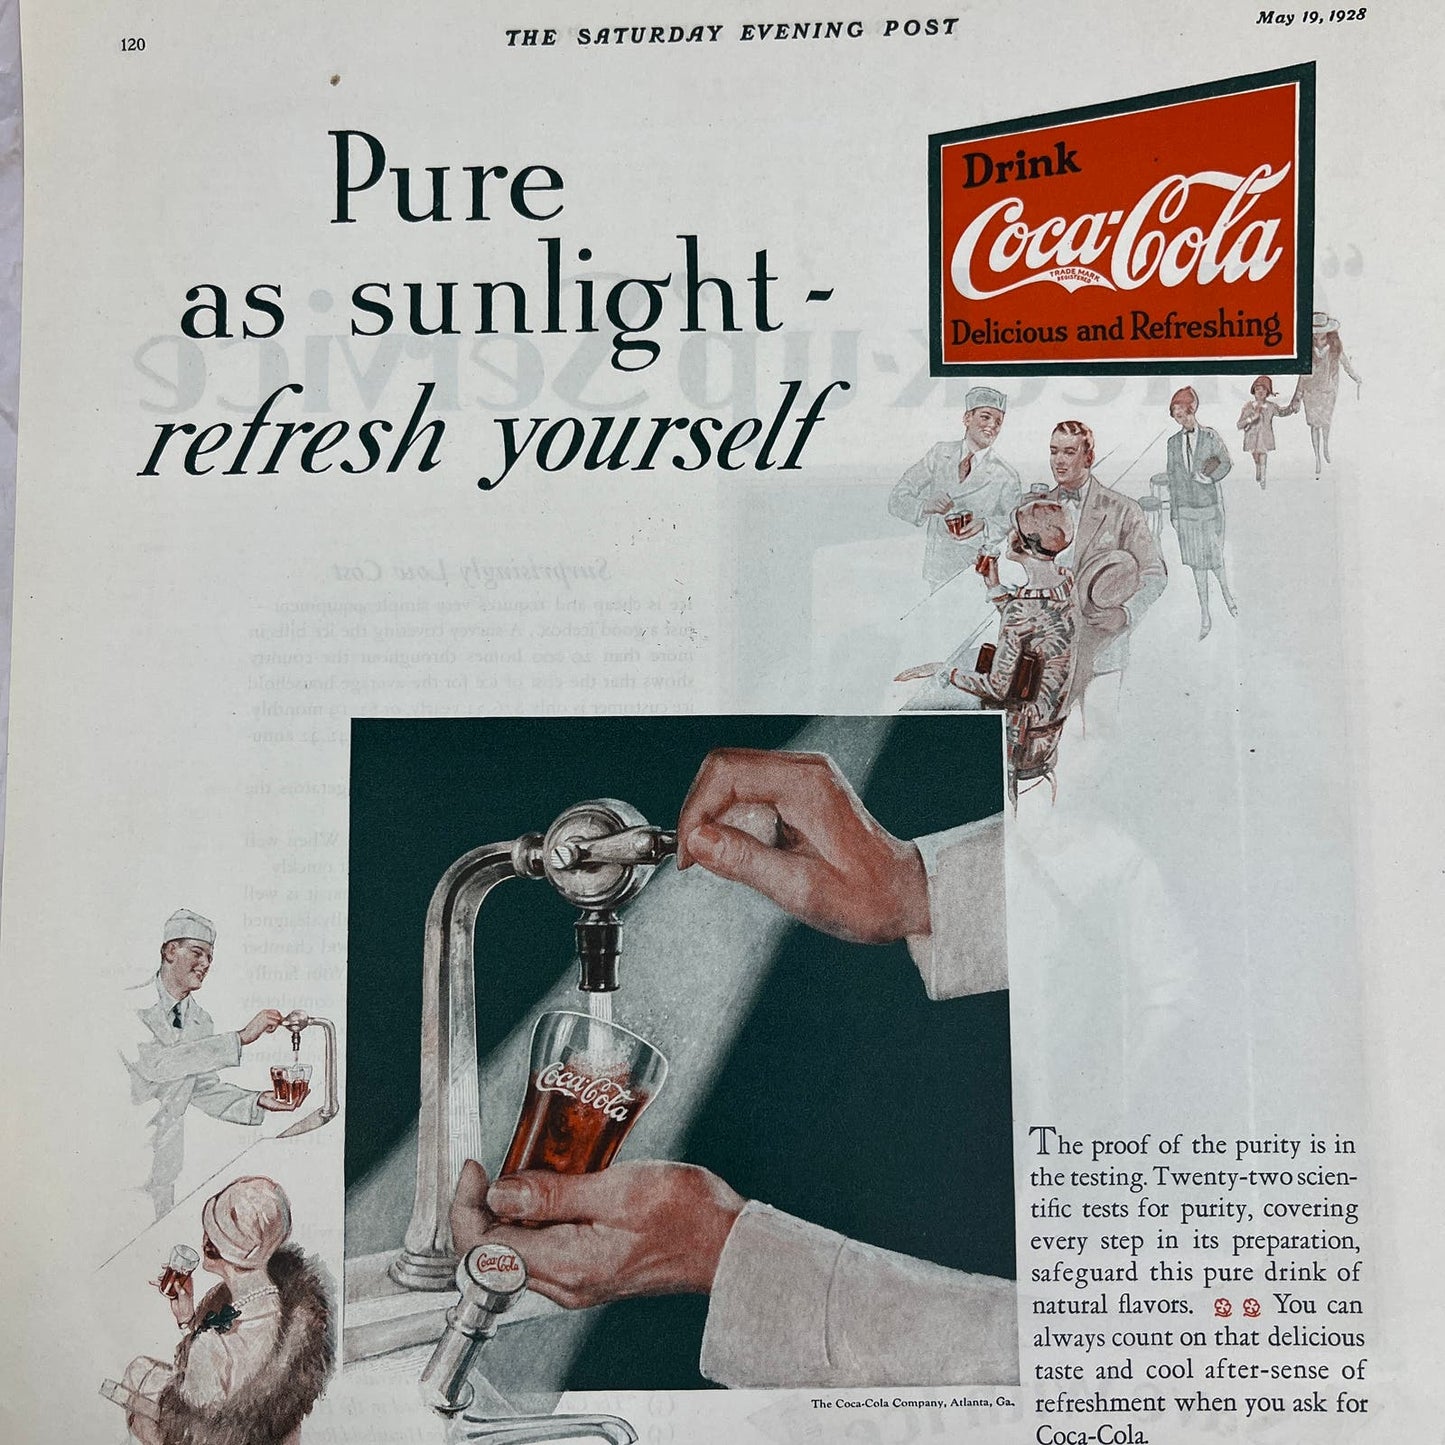 120
THE SATURDAY EVENING POST
May 19, 1928
Pure
as sunlight-
refresh yourself
Drink
Coca-Cola
TRADE MARK
REGISTERED
Delicious and Refreshing
Coca-Cola
Coca-Cola
The proof of the purity is in
the testing. Twenty-two scien-
tific tests for purity, covering
every step in its preparation,
safeguard this pure drink of
natural flavors. You can
always count on that delicious
taste and cool after-sense of
refreshment when you ask for
Coca-Cola.
The Coca-Cola Company, Atlanta, Ga.